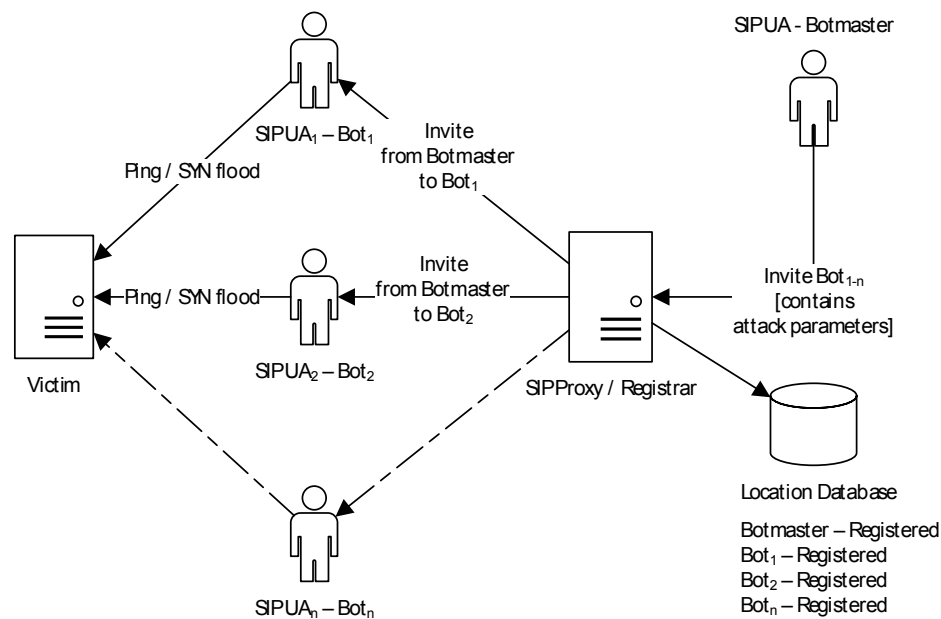 SIPUA - Botmaster
SIPUA₁ – Bot₁
Invite
from Botmaster
to Bot₁
Ping / SYN flood
Invite
from Botmaster
to Bot₂
Ping / SYN flood
Invite Bot₁₋ₙ
[contains
attack parameters]
SIPUA₂ – Bot₂
Victim
SIPProxy / Registrar
Location Database
Botmaster – Registered
Bot₁ – Registered
Bot₂ – Registered
Botₙ – Registered
SIPUAₙ – Botₙ